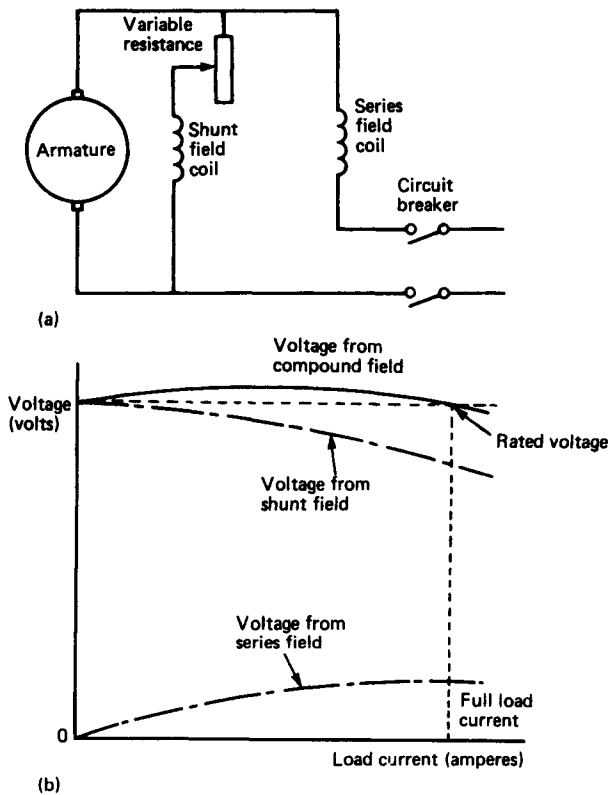 Variable
resistance
Armature
Shunt
field
coil
Series
field
coil
Circuit
breaker
(a)
Voltage from
compound field
Voltage
(volts)
Rated voltage
Voltage from
shunt field
Voltage from
series field
Full load
current
0
Load current (amperes)
(b)